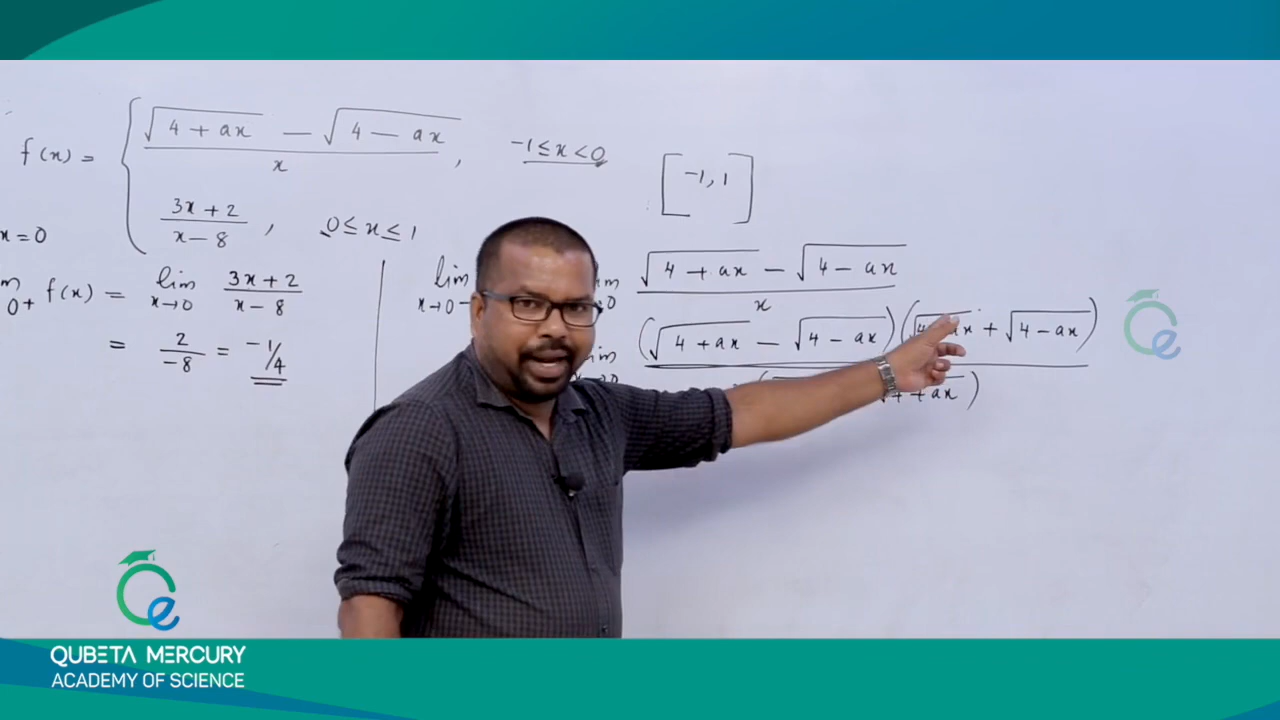 f(x) = { √(4 + ax) − √(4 − ax) / x , −1 ≤ x < 0
3x + 2 / x − 8 , 0 ≤ x ≤ 1
[−1, 1]
x = 0
0+ f(x) = lim x→0 3x + 2 / x − 8
= 2 / −8 = −1/4
lim x→0−
√(4 + ax) − √(4 − ax) / x
(√(4 + ax) − √(4 − ax)) (√ + √(4 − ax))
+ ax )
QUBETA MERCURY
ACADEMY OF SCIENCE